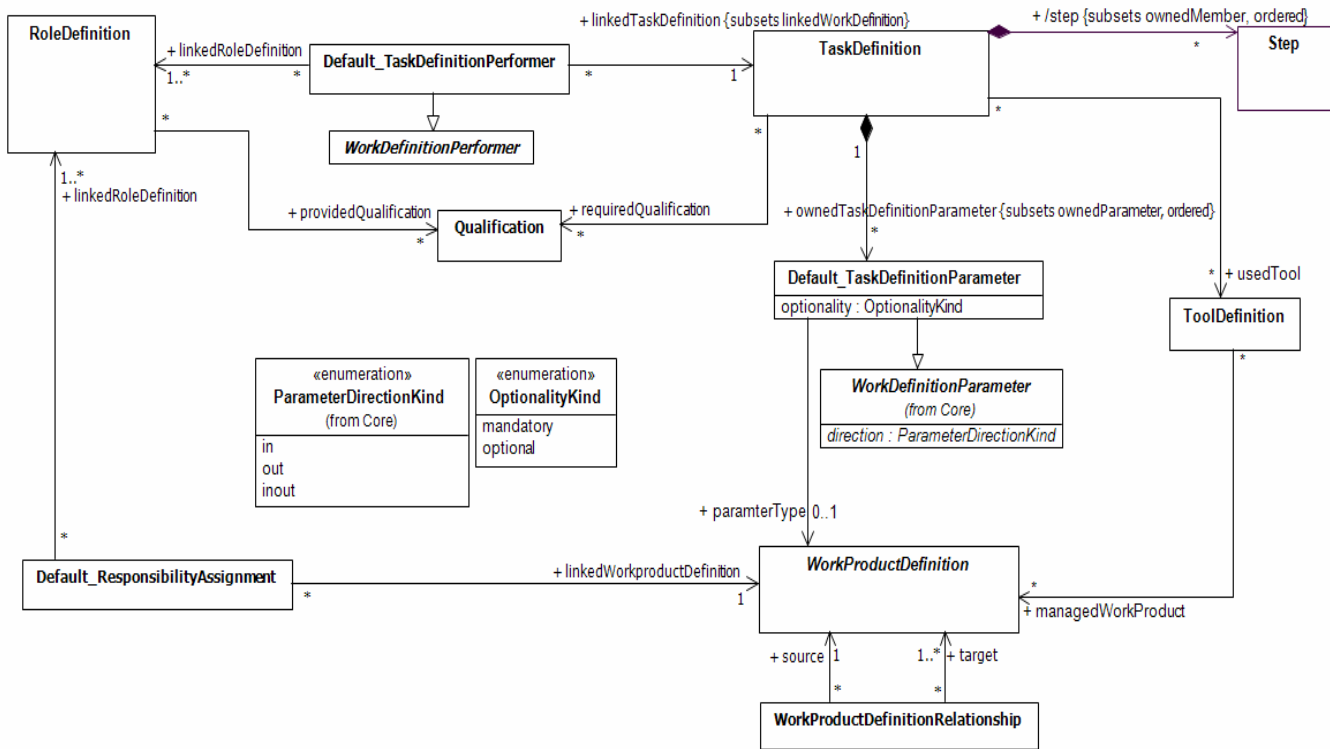 + linkedTaskDefinition {subsets linkedWorkDefinition}
+ /step {subsets ownedMember, ordered}
RoleDefinition
+ linkedRoleDefinition
1..*
*
Default_TaskDefinitionPerformer
*
1
TaskDefinition
*
Step
*
*
*
1
WorkDefinitionPerformer
1..*
+ linkedRoleDefinition
+ providedQualification
*
Qualification
+ requiredQualification
*
+ ownedTaskDefinitionParameter {subsets ownedParameter, ordered}
*
Default_TaskDefinitionParameter
optionality : OptionalityKind
* + usedTool
ToolDefinition
*
«enumeration»
ParameterDirectionKind
(from Core)
in
out
inout
«enumeration»
OptionalityKind
mandatory
optional
WorkDefinitionParameter
(from Core)
direction : ParameterDirectionKind
+ paramterType 0..1
*
Default_ResponsibilityAssignment
*
+ linkedWorkproductDefinition
1
WorkProductDefinition
*
+ managedWorkProduct
+ source 1
1..* + target
*
*
WorkProductDefinitionRelationship